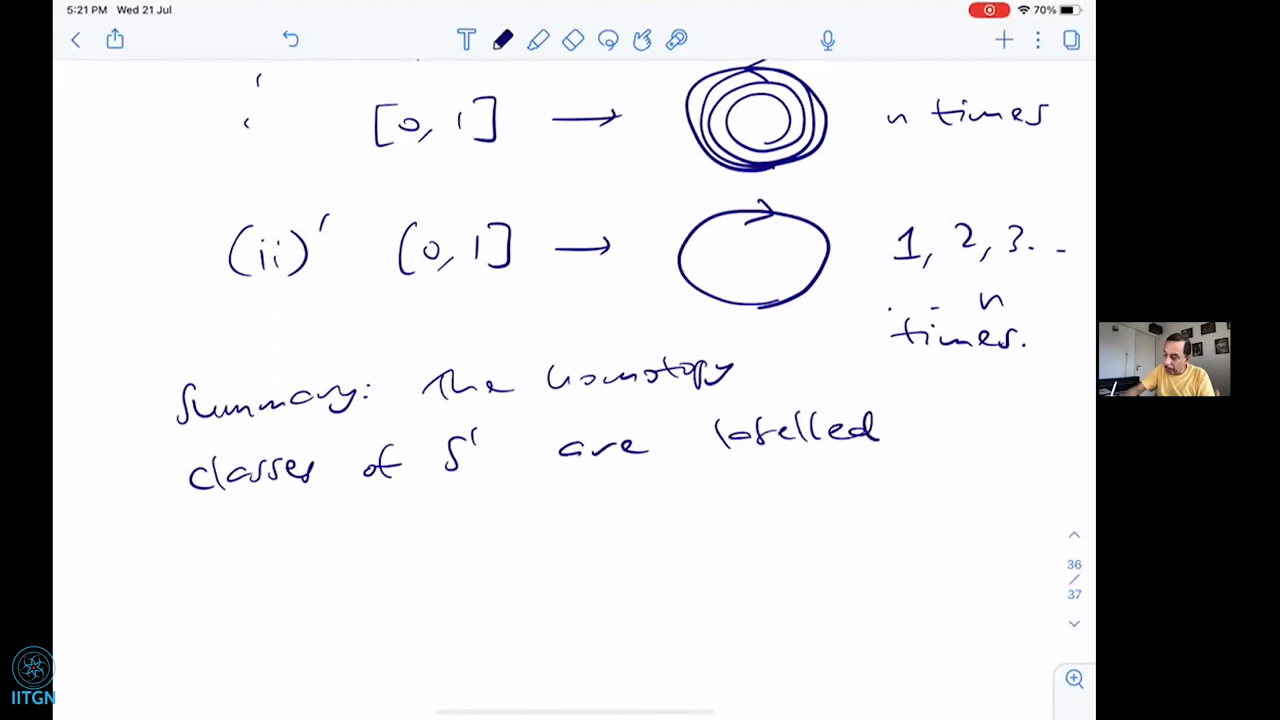 5:21 PM Wed 21 Jul
70%
[0, 1] → n times
(ii)' [0, 1] → 1, 2, 3. . -
. - n
times.
Summary: The homotopy
classes of S' are labelled
36
/
37
IITGN